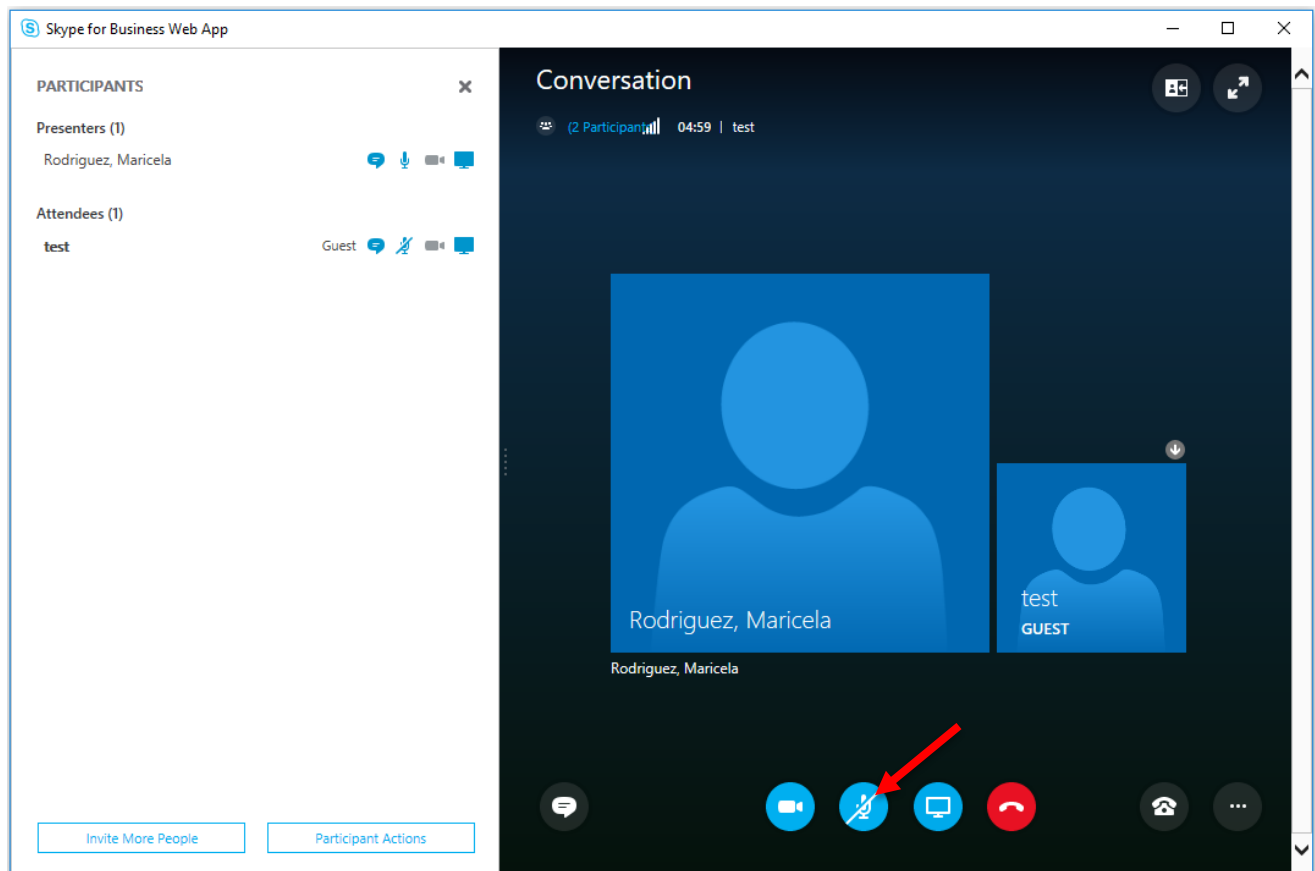 Skype for Business Web App
PARTICIPANTS
Presenters (1)
Rodriguez, Maricela
Attendees (1)
test Guest
Invite More People Participant Actions
Conversation
(2 Participant 04:59 | test
Rodriguez, Maricela
test
GUEST
Rodriguez, Maricela